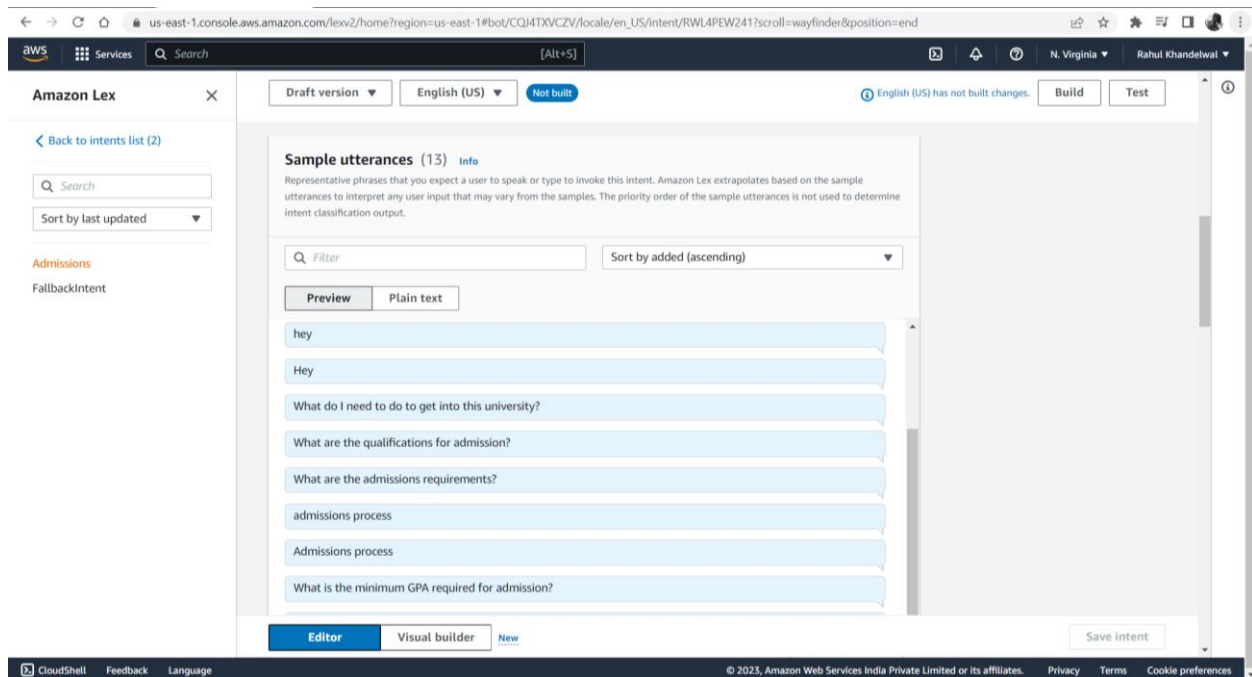 us-east-1.console.aws.amazon.com/lexv2/home?region=us-east-1#bot/CQJ4TXVCZV/locale/en_US/intent/RWL4PEW241?scroll=wayfinder&position=end
aws Services Search [Alt+S] N. Virginia ▼ Rahul Khandelwal ▼
Amazon Lex
Back to intents list (2)
Search
Sort by last updated
Admissions
FallbackIntent
Draft version English (US) Not built English (US) has not built changes. Build Test
Sample utterances (13) Info
Representative phrases that you expect a user to speak or type to invoke this intent. Amazon Lex extrapolates based on the sample
utterances to interpret any user input that may vary from the samples. The priority order of the sample utterances is not used to determine
intent classification output.
Filter Sort by added (ascending)
Preview Plain text
hey
Hey
What do I need to do to get into this university?
What are the qualifications for admission?
What are the admissions requirements?
admissions process
Admissions process
What is the minimum GPA required for admission?
Editor Visual builder New Save intent
CloudShell Feedback Language © 2023, Amazon Web Services India Private Limited or its affiliates. Privacy Terms Cookie preferences